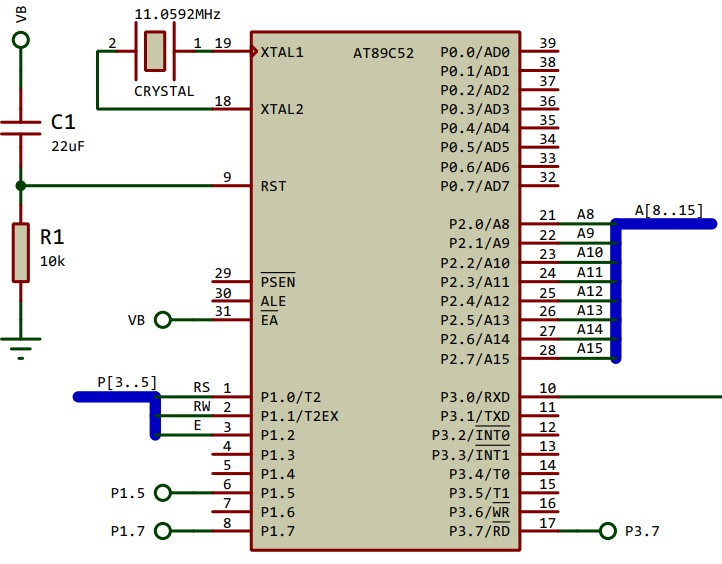 VB
11.0592MHz
2
1
CRYSTAL
C1
22uF
R1
10k
AT89C52
19 XTAL1
18 XTAL2
9 RST
29 PSEN
30 ALE
VB 31 EA
P[3..5]
RS 1 P1.0/T2
RW 2 P1.1/T2EX
E 3 P1.2
4 P1.3
5 P1.4
P1.5 6 P1.5
7 P1.6
P1.7 8 P1.7
P0.0/AD0 39
P0.1/AD1 38
P0.2/AD2 37
P0.3/AD3 36
P0.4/AD4 35
P0.5/AD5 34
P0.6/AD6 33
P0.7/AD7 32
A[8..15]
P2.0/A8 21 A8
P2.1/A9 22 A9
P2.2/A10 23 A10
P2.3/A11 24 A11
P2.4/A12 25 A12
P2.5/A13 26 A13
P2.6/A14 27 A14
P2.7/A15 28 A15
P3.0/RXD 10
P3.1/TXD 11
P3.2/INT0 12
P3.3/INT1 13
P3.4/T0 14
P3.5/T1 15
P3.6/WR 16
P3.7/RD 17 P3.7